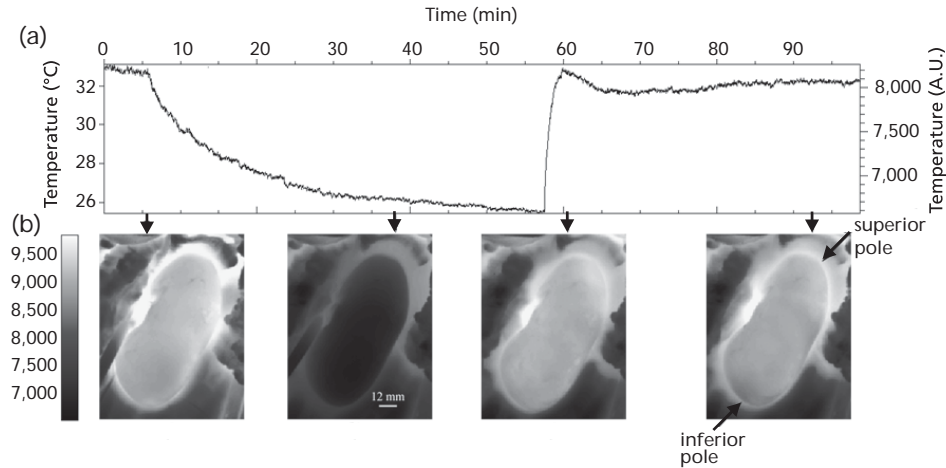 Time (min)
(a)
0 10 20 30 40 50 60 70 80 90
Temperature (°C)
32
30
28
26
Temperature (A.U.)
8,000
7,500
7,000
(b)
9,500
9,000
8,500
8,000
7,500
7,000
12 mm
superior
pole
inferior
pole